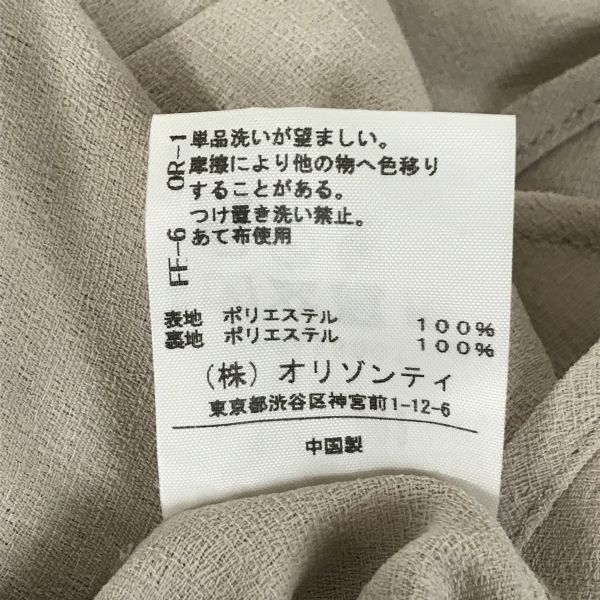 OR-1
FF-6
単品洗いが望ましい。
摩擦により他の物へ色移り
することがある。
つけ置き洗い禁止。
あて布使用
表地 ポリエステル 100%
裏地 ポリエステル 100%
(株)オリゾンティ
東京都渋谷区神宮前1-12-6
中国製